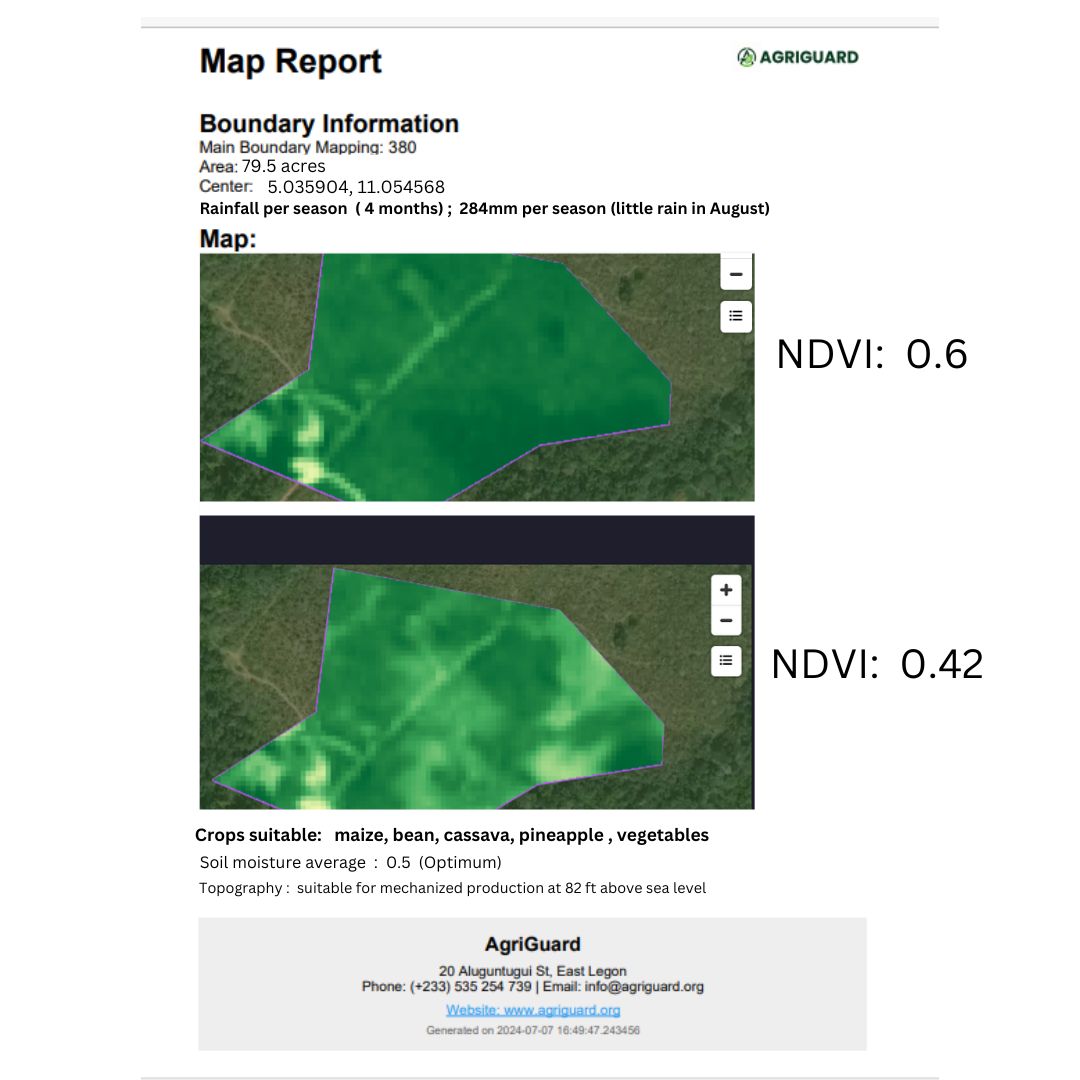 Map Report
AGRIGUARD
Boundary Information
Main Boundary Mapping: 380
Area: 79.5 acres
Center: 5.035904, 11.054568
Rainfall per season ( 4 months) ; 284mm per season (little rain in August)
Map:
NDVI: 0.6
NDVI: 0.42
Crops suitable: maize, bean, cassava, pineapple , vegetables
Soil moisture average : 0.5 (Optimum)
Topography : suitable for mechanized production at 82 ft above sea level
AgriGuard
20 Aluguntugui St, East Legon
Phone: (+233) 535 254 739 | Email: info@agriguard.org
Website: www.agriguard.org
Generated on 2024-07-07 16:49:47.243456